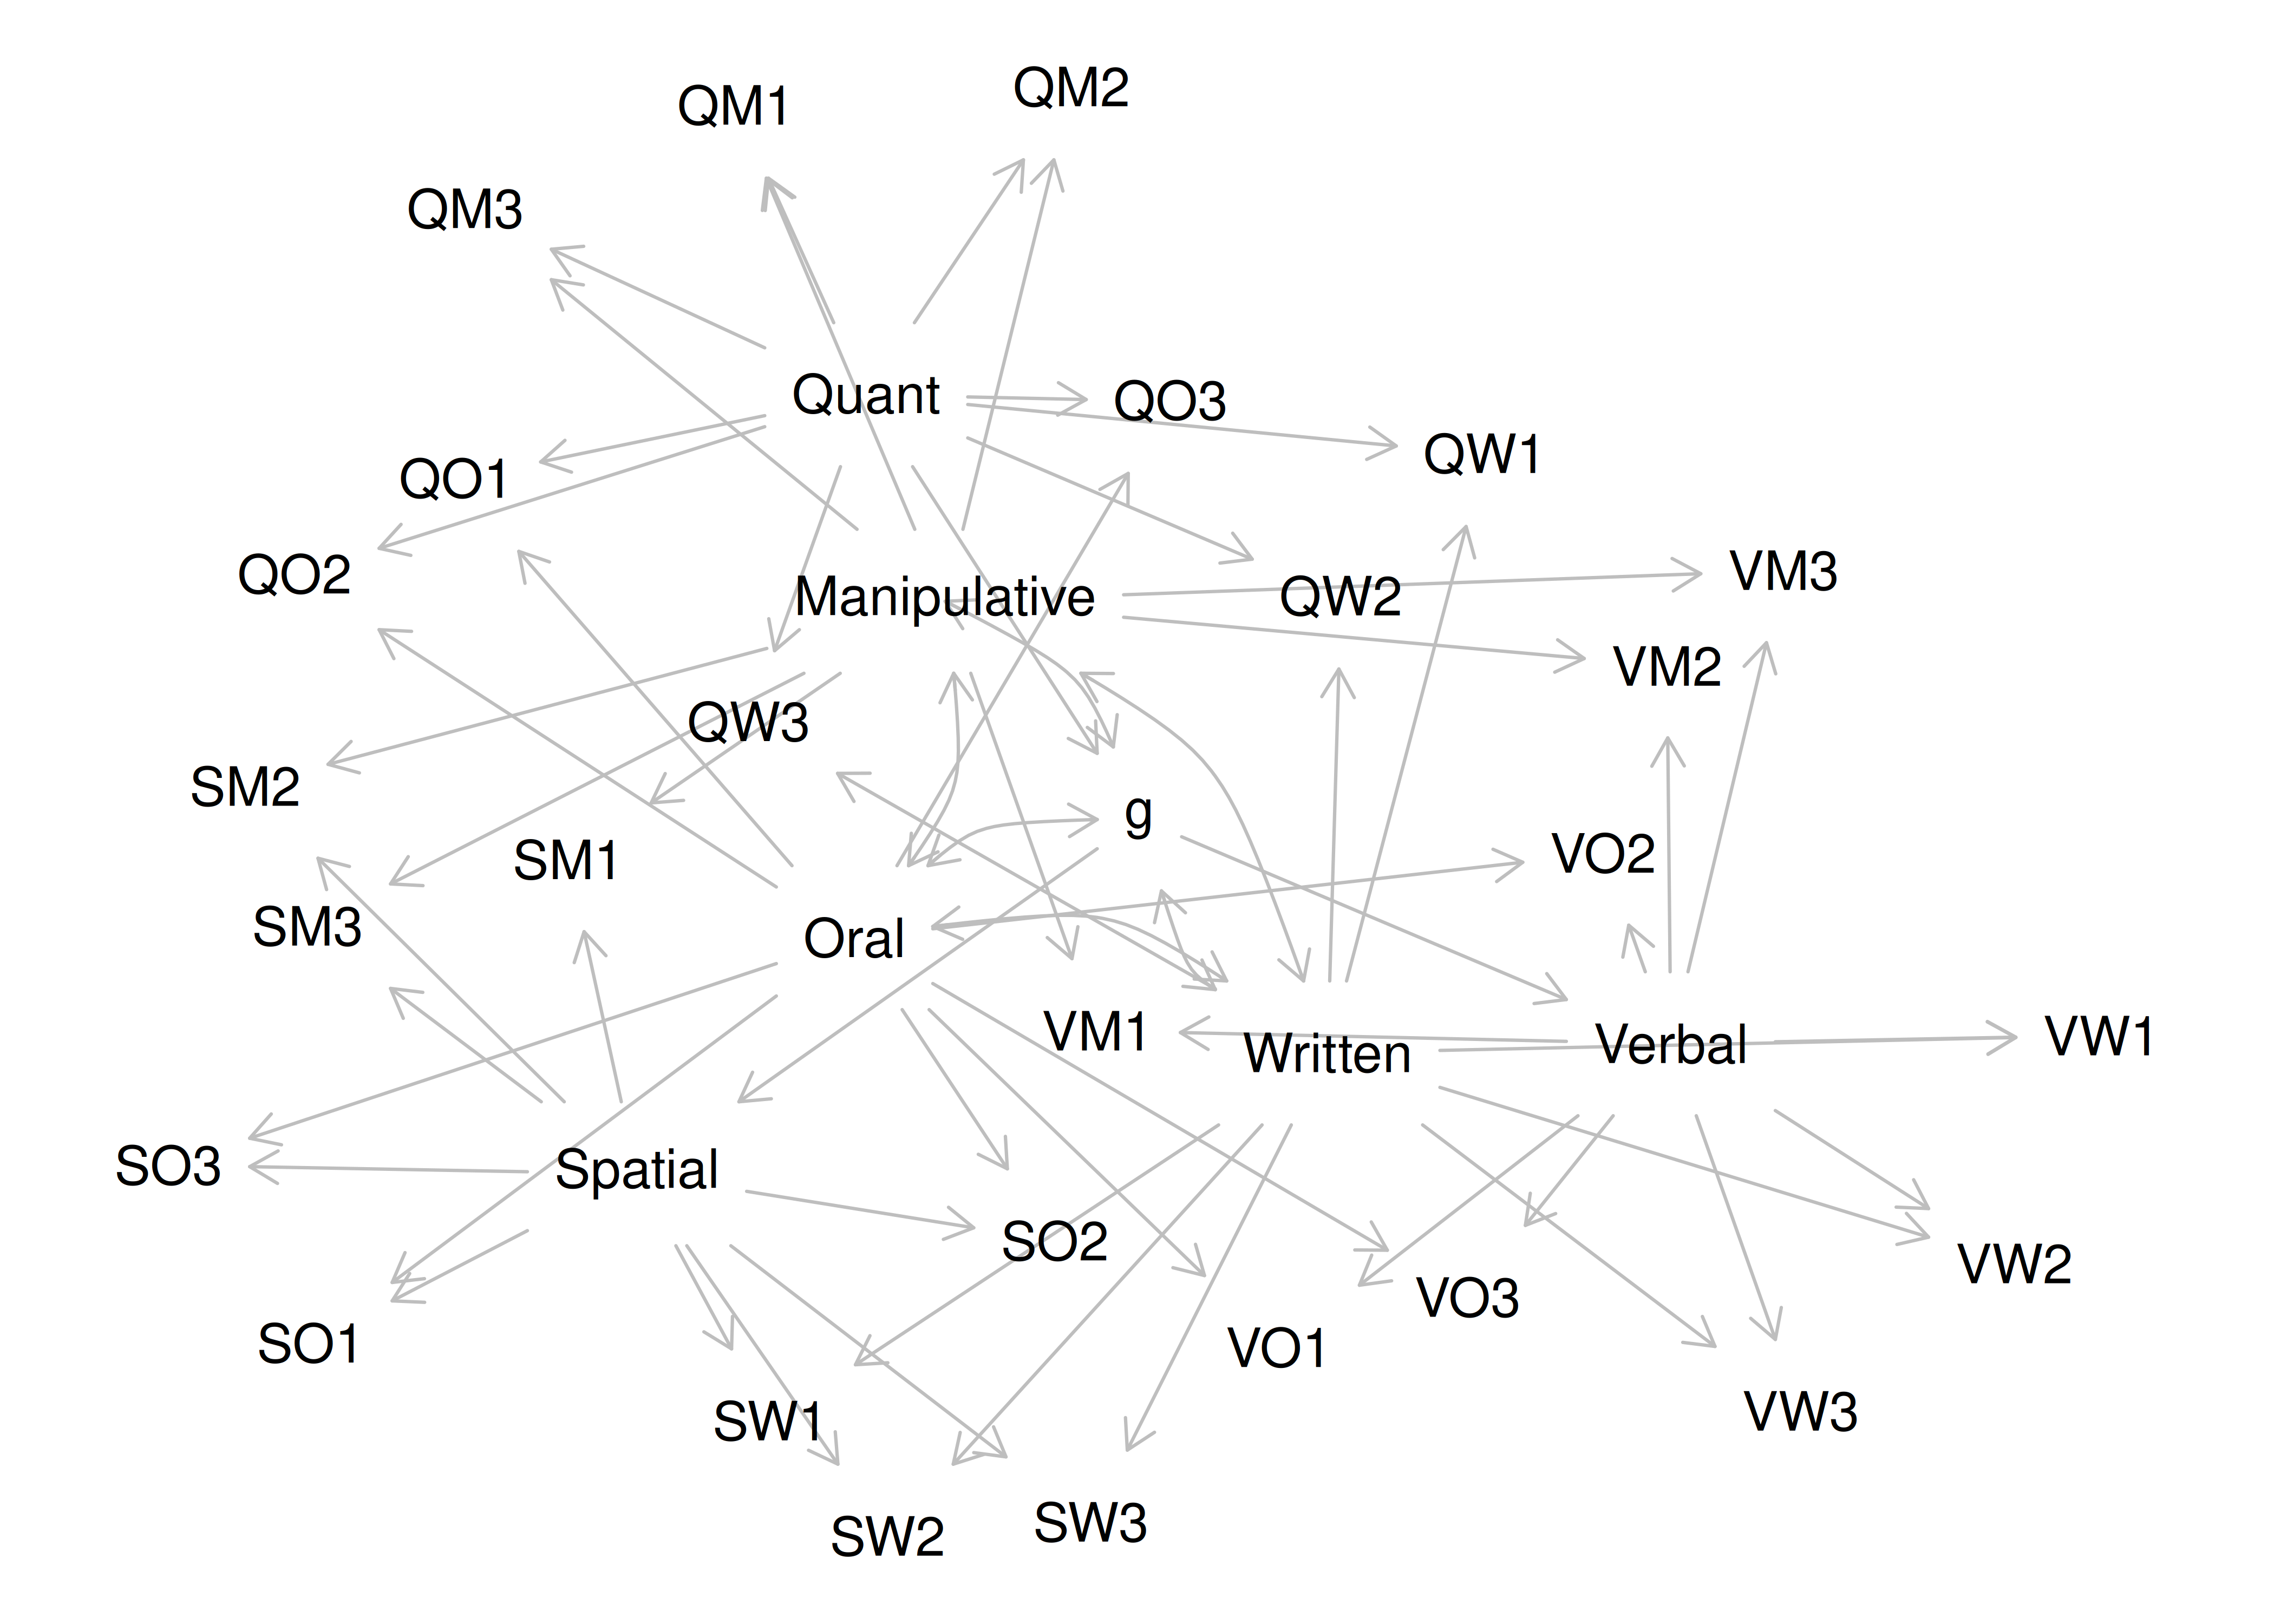 QM2
QM1
QM3
Quant
QO3
QW1
QO1
VM3
QO2
Manipulative
QW2
VM2
QW3
SM2
g
VO2
SM1
SM3
Oral
VM1
Written
Verbal
VW1
SO3
Spatial
SO2
VW2
VO3
SO1
VO1
VW3
SW1
SW3
SW2